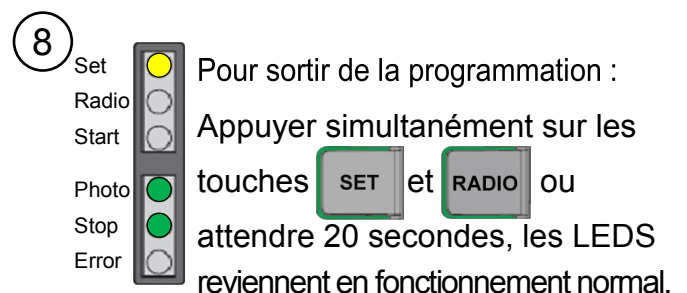 8
Set
Radio
Start
Photo
Stop
Error
Pour sortir de la programmation :
Appuyer simultanément sur les
touches SET et RADIO ou
attendre 20 secondes, les LEDS
reviennent en fonctionnement normal.